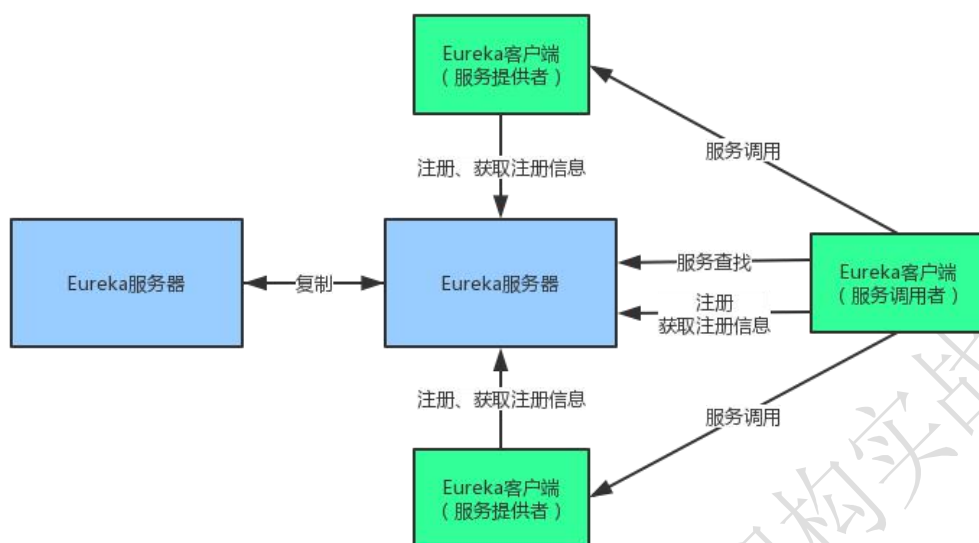 Eureka客户端
（服务提供者）
注册、获取注册信息
服务调用
Eureka服务器
复制
Eureka服务器
服务查找
注册
获取注册信息
Eureka客户端
（服务调用者）
注册、获取注册信息
服务调用
Eureka客户端
（服务提供者）
构实战